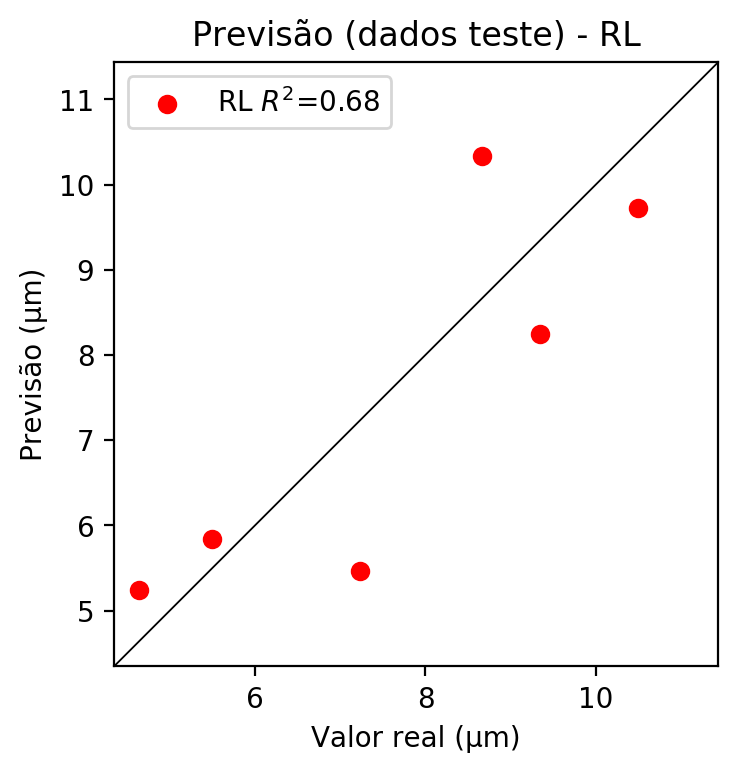 Previsão (dados teste) - RL
RL R²=0.68
Previsão (μm)
11
10
9
8
7
6
5
6
8
10
Valor real (μm)